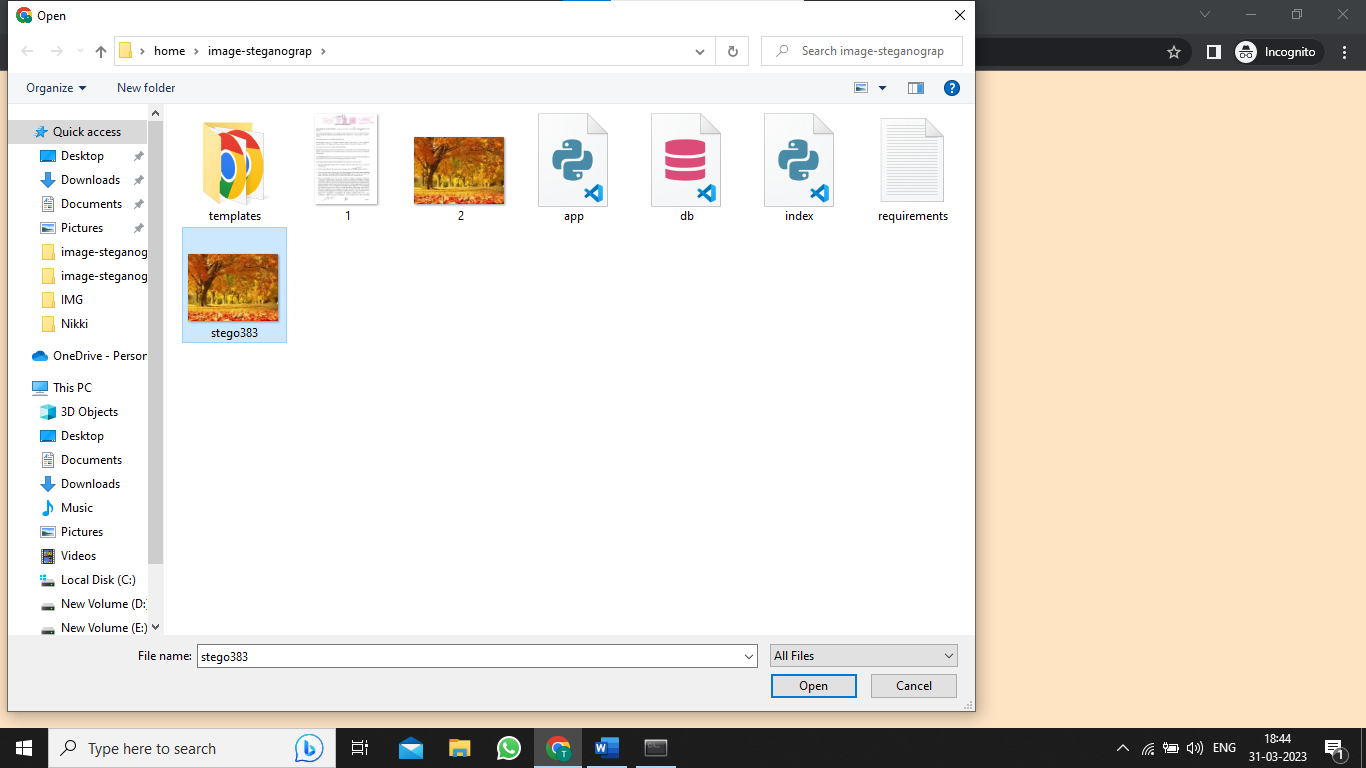 Open
home > image-steganograp >
Search image-steganograp
Incognito
Organize
New folder
Quick access
Desktop
Downloads
Documents
Pictures
image-steganog
image-steganog
IMG
Nikki
OneDrive - Person
This PC
3D Objects
Desktop
Documents
Downloads
Music
Pictures
Videos
Local Disk (C:)
New Volume (D:
New Volume (E:)
templates
1
2
app
db
index
requirements
stego383
File name:
stego383
All Files
Open
Cancel
Type here to search
T
ENG
18:44
31-03-2023
1